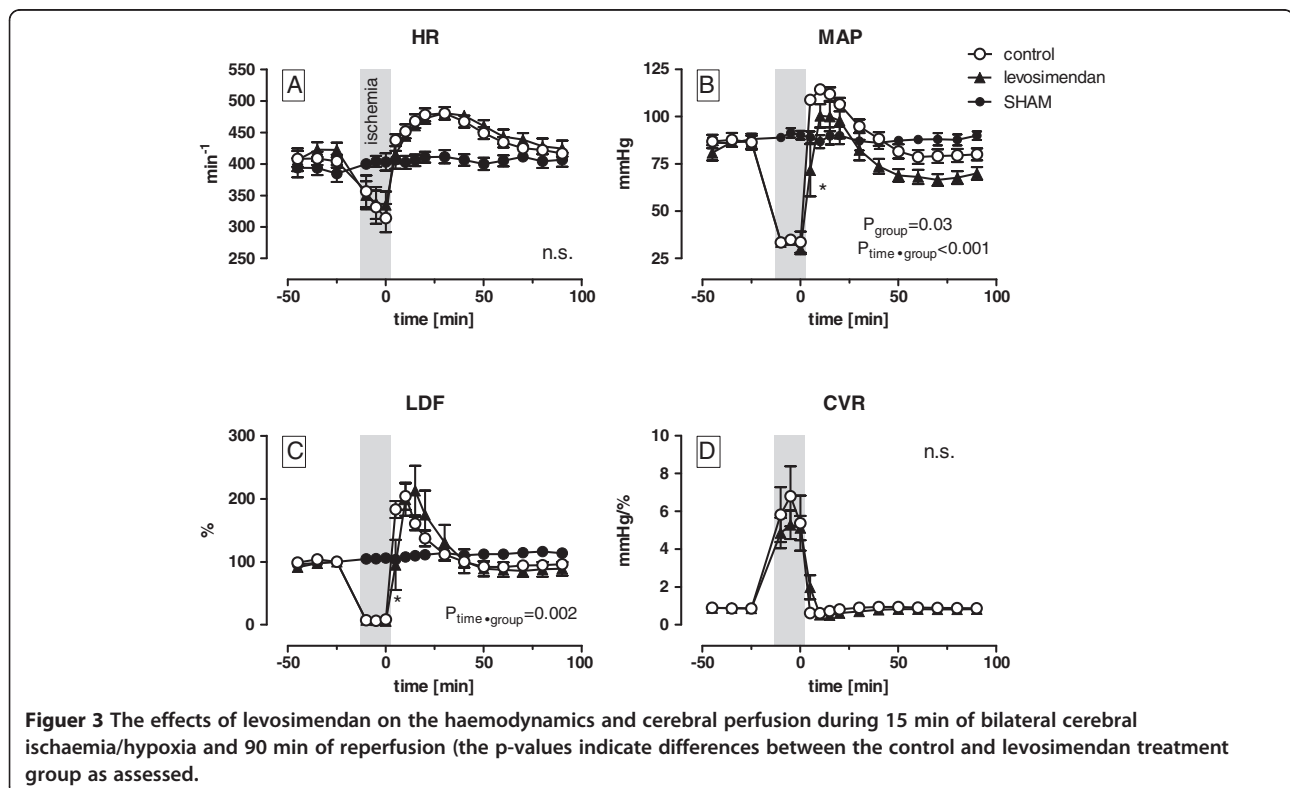 HR
MAP
control
levosimendan
SHAM
A
550
500
450
400
350
300
250
min⁻¹
ischemia
n.s.
-50
0
50
100
time [min]
B
125
100
75
50
25
mmHg
*
Pgroup=0.03
Ptime•group<0.001
-50
0
50
100
time [min]
LDF
CVR
C
300
200
100
0
%
*
Ptime•group=0.002
-50
0
50
100
time [min]
D
10
8
6
4
2
0
mmHg/%
n.s.
-50
0
50
100
time [min]
Figuer 3 The effects of levosimendan on the haemodynamics and cerebral perfusion during 15 min of bilateral cerebral
ischaemia/hypoxia and 90 min of reperfusion (the p-values indicate differences between the control and levosimendan treatment
group as assessed.